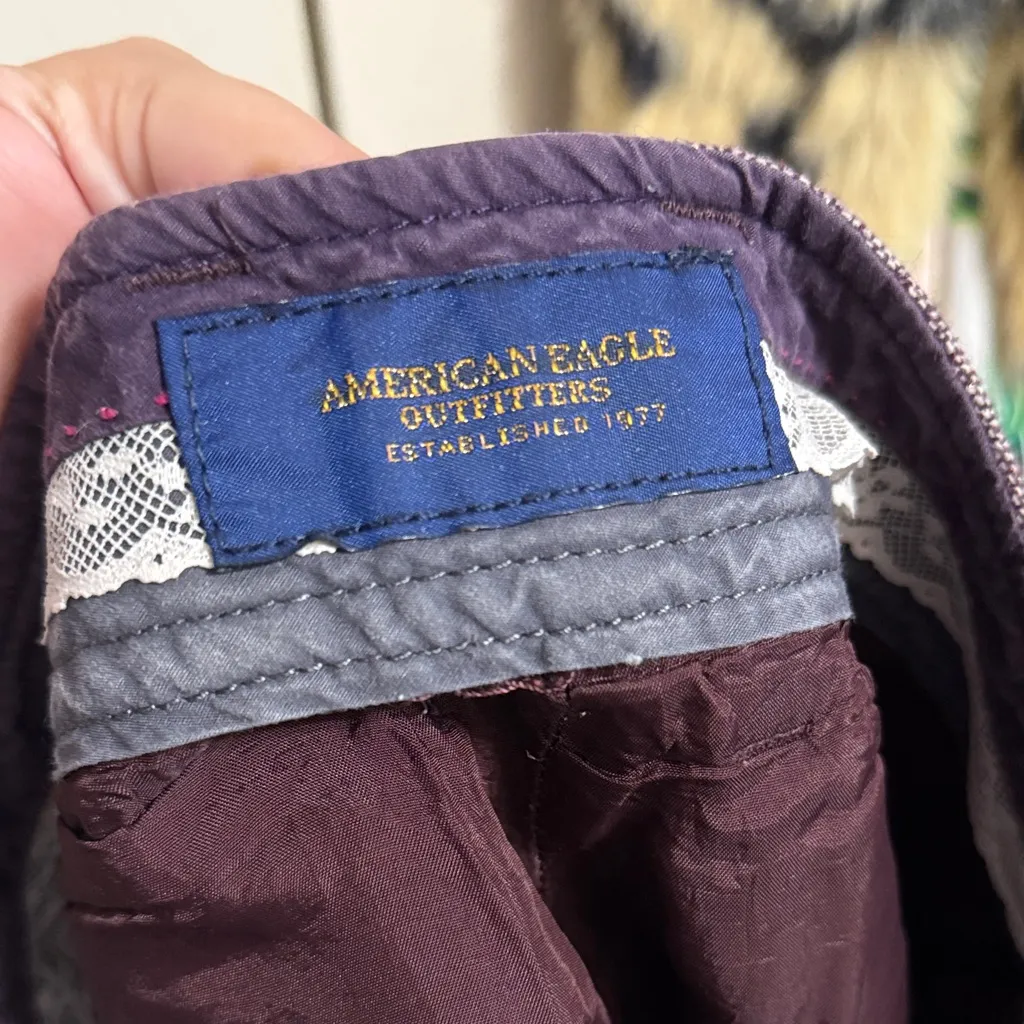 AMERICAN EAGLE
OUTFITTERS
ESTABLISHED 1977